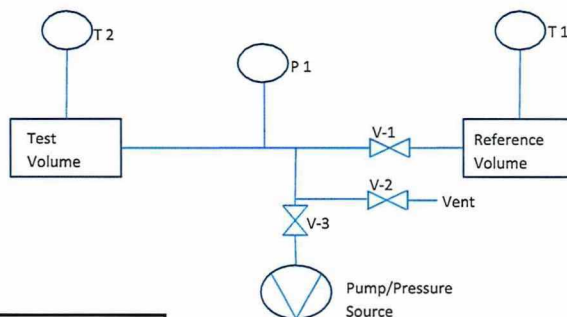 T 2
T 1
P 1
Test
Volume
V-1
Reference
Volume
V-2
Vent
V-3
Pump/Pressure
Source